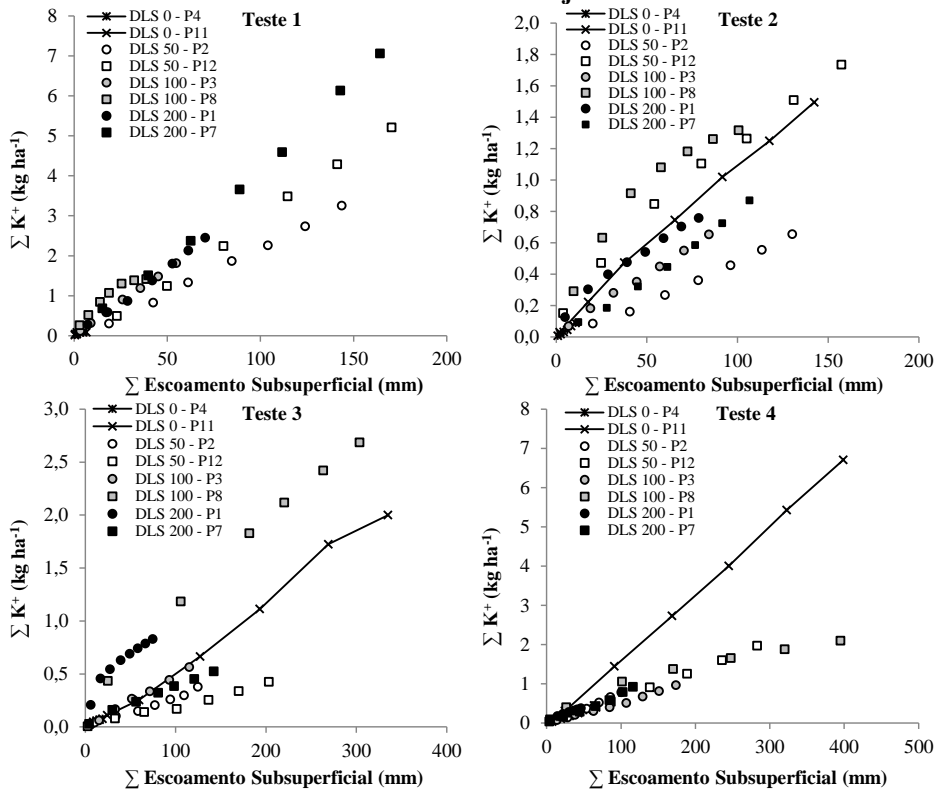 Teste 1
DLS 0 - P4
DLS 0 - P11
DLS 50 - P2
DLS 50 - P12
DLS 100 - P3
DLS 100 - P8
DLS 200 - P1
DLS 200 - P7
8
7
6
5
4
3
2
1
0
∑ K⁺ (kg ha⁻¹)
0 50 100 150 200
∑ Escoamento Subsuperficial (mm)
Teste 2
DLS 0 - P4
DLS 0 - P11
DLS 50 - P2
DLS 50 - P12
DLS 100 - P3
DLS 100 - P8
DLS 200 - P1
DLS 200 - P7
2,0
1,8
1,6
1,4
1,2
1,0
0,8
0,6
0,4
0,2
0,0
∑ K⁺ (kg ha⁻¹)
0 50 100 150 200
∑ Escoamento Subsuperficial (mm)
Teste 3
DLS 0 - P4
DLS 0 - P11
DLS 50 - P2
DLS 50 - P12
DLS 100 - P3
DLS 100 - P8
DLS 200 - P1
DLS 200 - P7
3,0
2,5
2,0
1,5
1,0
0,5
0,0
∑ K⁺ (kg ha⁻¹)
0 100 200 300 400
∑ Escoamento Subsuperficial (mm)
Teste 4
DLS 0 - P4
DLS 0 - P11
DLS 50 - P2
DLS 50 - P12
DLS 100 - P3
DLS 100 - P8
DLS 200 - P1
DLS 200 - P7
8
7
6
5
4
3
2
1
0
∑ K⁺ (kg ha⁻¹)
0 100 200 300 400 500
∑ Escoamento Subsuperficial (mm)